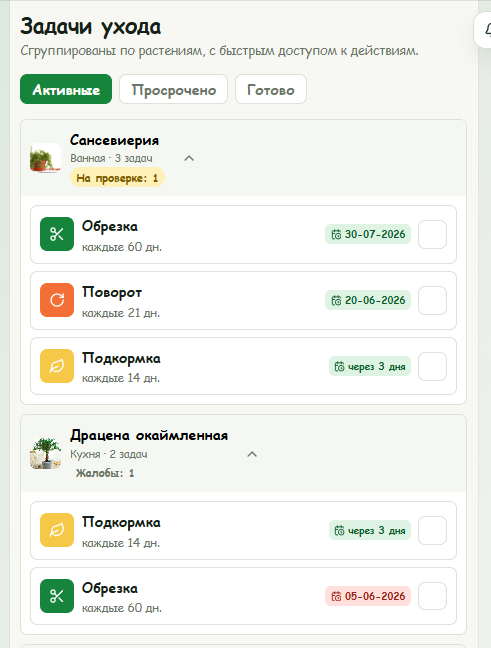 Задачи ухода
Сгруппированы по растениям, с быстрым доступом к действиям.
Активные
Просрочено
Готово
Сансевиерия
Ванная · 3 задач
На проверке: 1
Обрезка
каждые 60 дн.
30-07-2026
Поворот
каждые 21 дн.
20-06-2026
Подкормка
каждые 14 дн.
через 3 дня
Драцена окаймленная
Кухня · 2 задач
Жалобы: 1
Подкормка
каждые 14 дн.
через 3 дня
Обрезка
каждые 60 дн.
05-06-2026